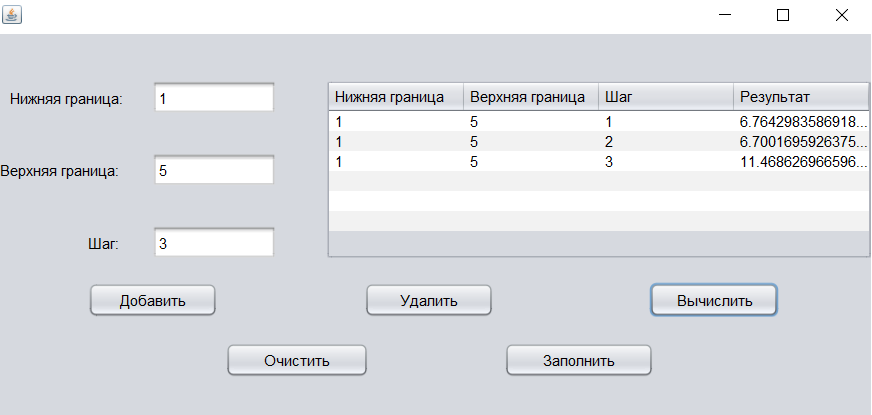 Нижняя граница: 1
Верхняя граница: 5
Шаг: 3
Нижняя граница Верхняя граница Шаг Результат
1 5 1 6.7642983586918...
1 5 2 6.7001695926375...
1 5 3 11.468626966596...
Добавить Удалить Вычислить
Очистить Заполнить